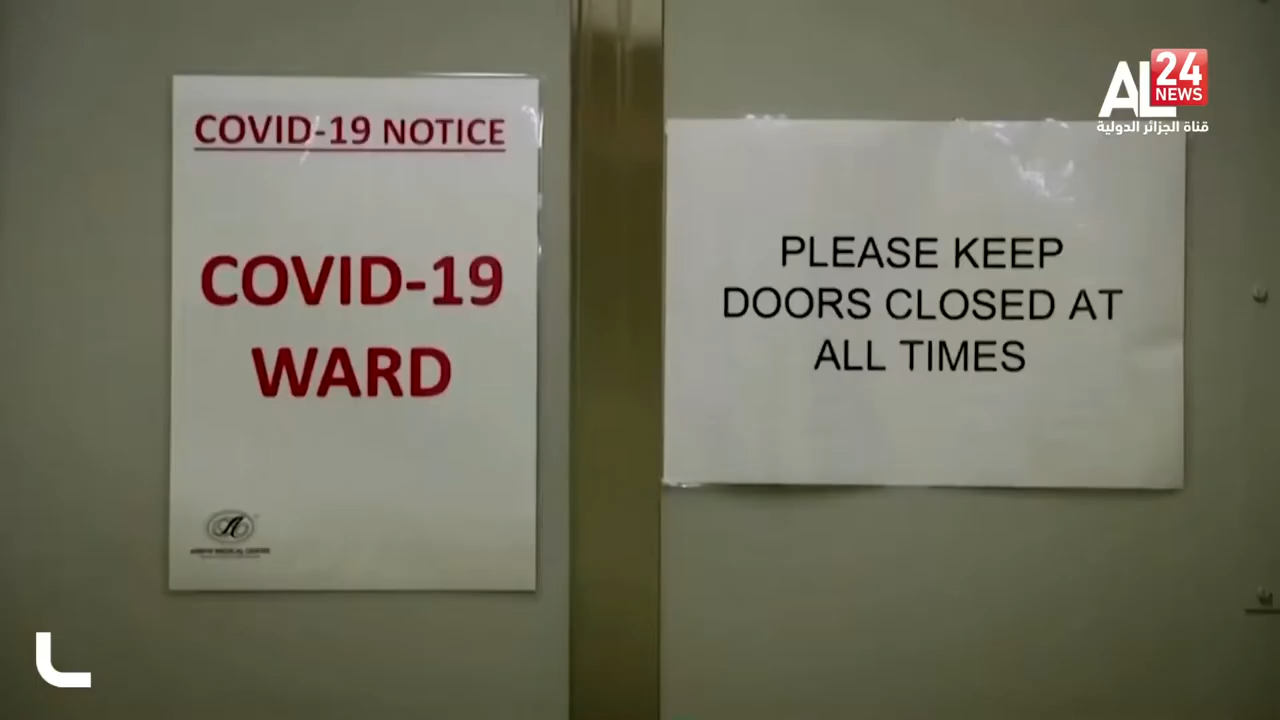 COVID-19 NOTICE
COVID-19
WARD
PLEASE KEEP
DOORS CLOSED AT
ALL TIMES
AL
24
NEWS
قناة الجزائر الدولية